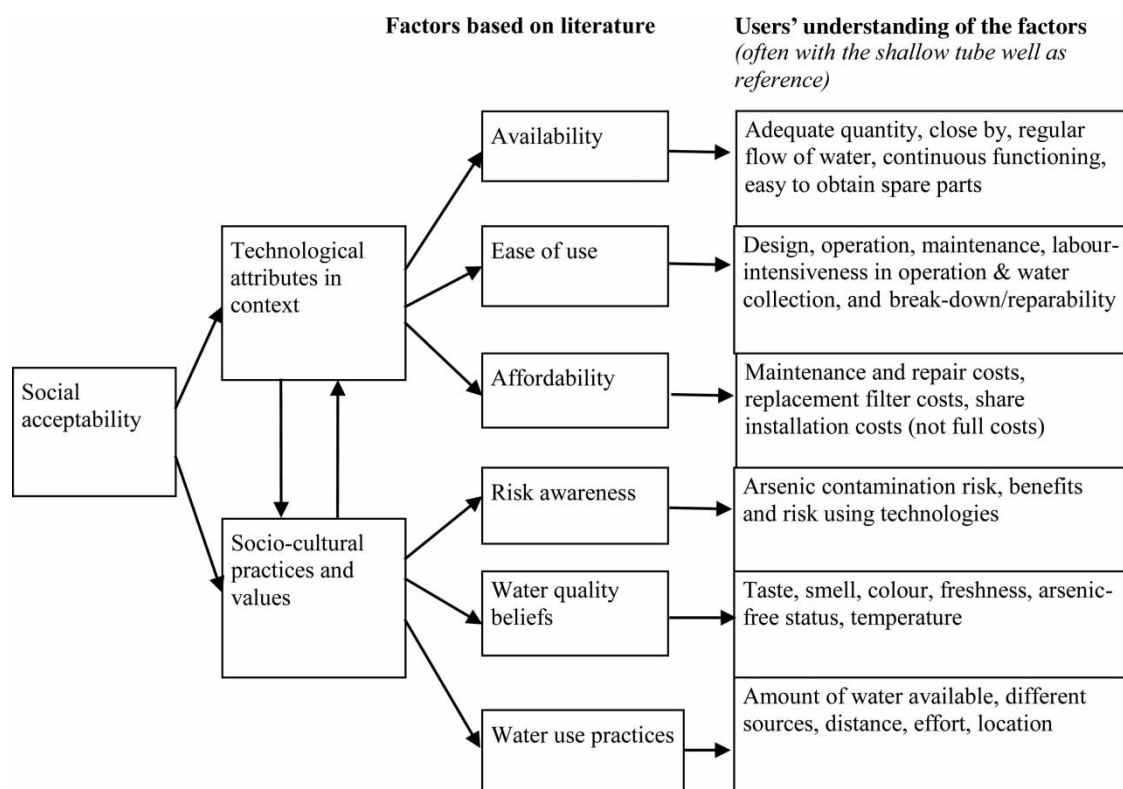 Factors based on literature
Users' understanding of the factors
(often with the shallow tube well as
reference)
Social
acceptability
Technological
attributes in
context
Socio-cultural
practices and
values
Availability
Adequate quantity, close by, regular
flow of water, continuous functioning,
easy to obtain spare parts
Ease of use
Design, operation, maintenance, labour-
intensiveness in operation & water
collection, and break-down/reparability
Affordability
Maintenance and repair costs,
replacement filter costs, share
installation costs (not full costs)
Risk awareness
Arsenic contamination risk, benefits
and risk using technologies
Water quality
beliefs
Taste, smell, colour, freshness, arsenic-
free status, temperature
Water use practices
Amount of water available, different
sources, distance, effort, location